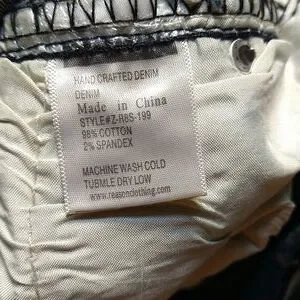 HAND CRAFTED DENIM
DENIM
Made in China
STYLE#Z-R8S-199
98% COTTON
2% SPANDEX
MACHINE WASH COLD
TUBMLE DRY LOW
www.reasonclothing.com